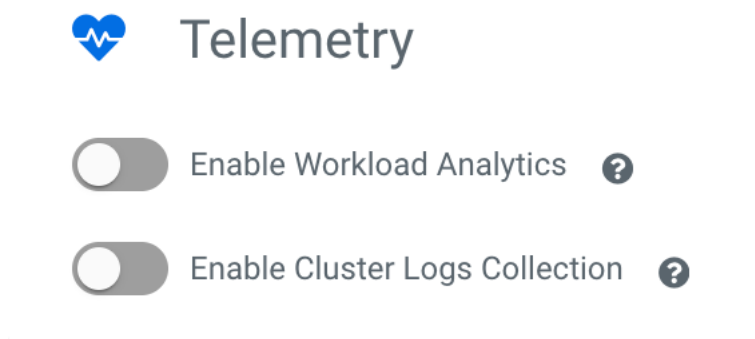 Telemetry
Enable Workload Analytics ?
Enable Cluster Logs Collection ?